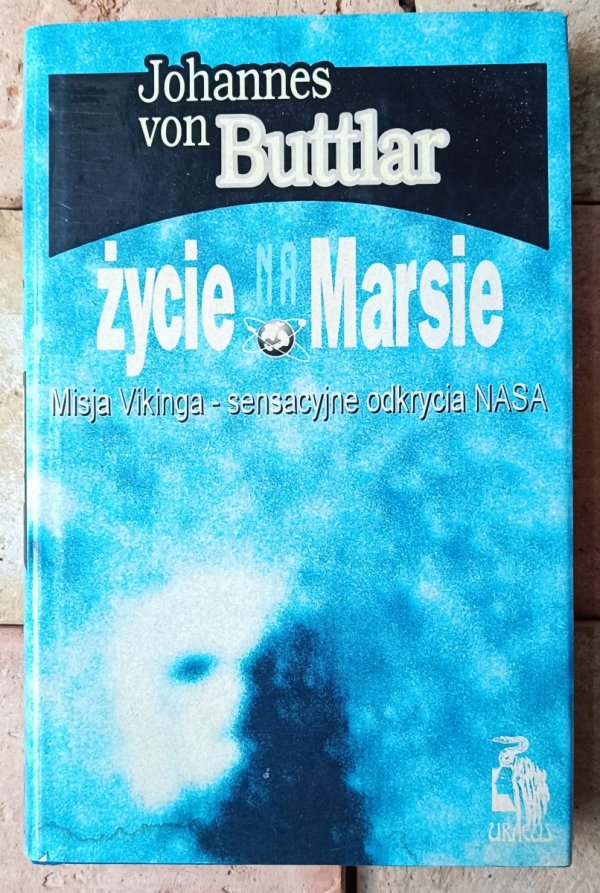 Johannes
von Buttlar
życie NA Marsie
Misja Vikinga - sensacyjne odkrycia NASA
URAEUS